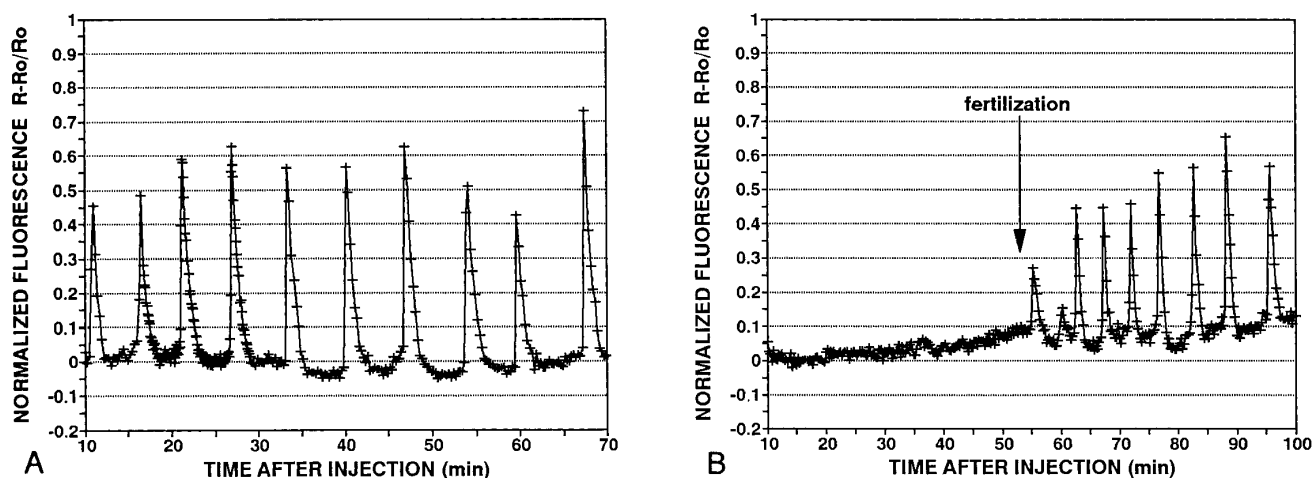 NORMALIZED FLUORESCENCE R-Ro/Ro
1
0.9
0.8
0.7
0.6
0.5
0.4
0.3
0.2
0.1
0
-0.1
-0.2
10 20 30 40 50 60 70
TIME AFTER INJECTION (min)
A
NORMALIZED FLUORESCENCE R-Ro/Ro
1
0.9
0.8
0.7
0.6
0.5
0.4
0.3
0.2
0.1
0
-0.1
-0.2
fertilization
10 20 30 40 50 60 70 80 90 100
TIME AFTER INJECTION (min)
B